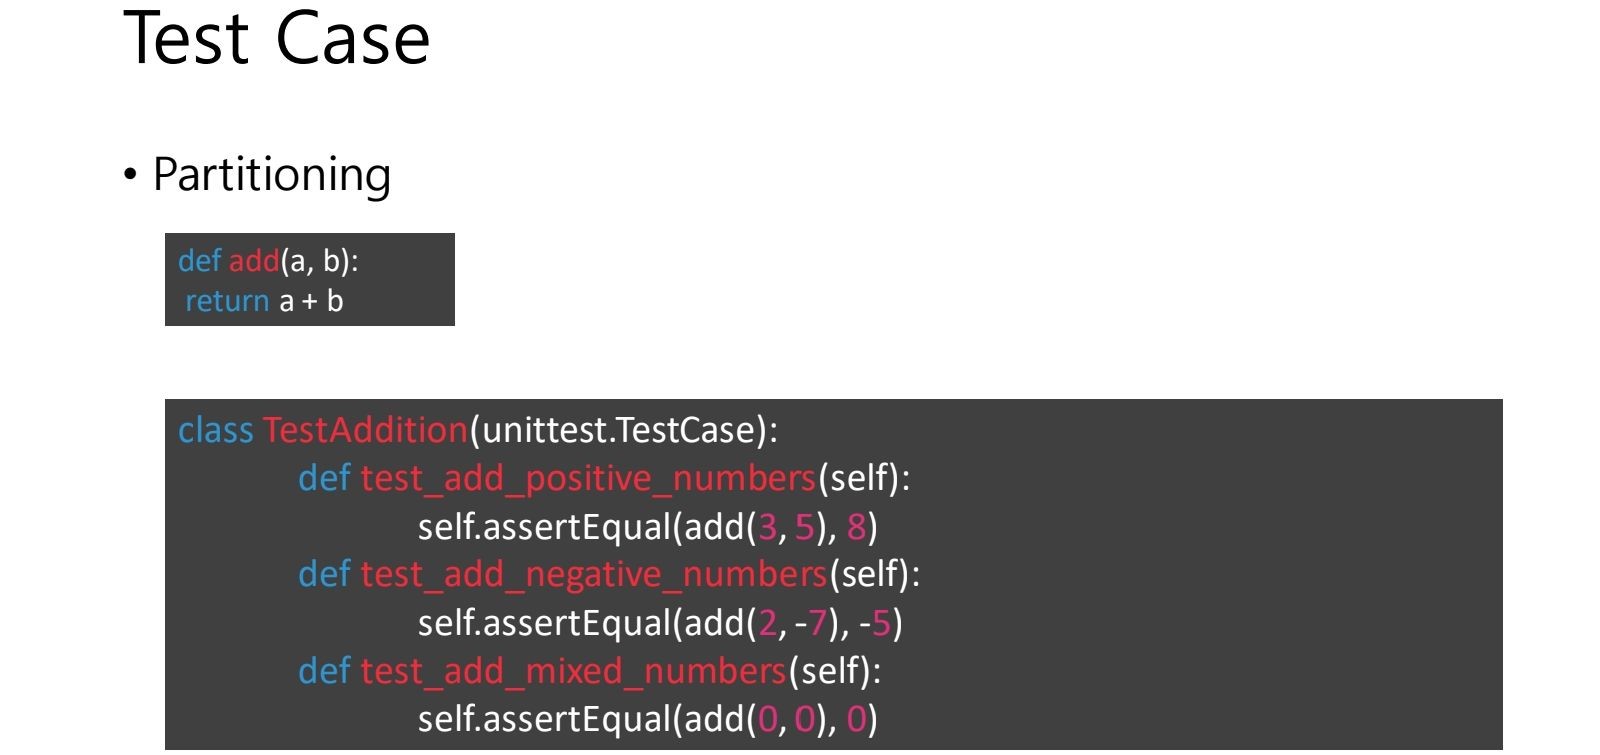 Test Case
• Partitioning
def add(a, b):
return a + b
class TestAddition(unittest.TestCase):
def test_add_positive_numbers(self):
self.assertEqual(add(3, 5), 8)
def test_add_negative_numbers(self):
self.assertEqual(add(2, -7), -5)
def test_add_mixed_numbers(self):
self.assertEqual(add(0, 0), 0)